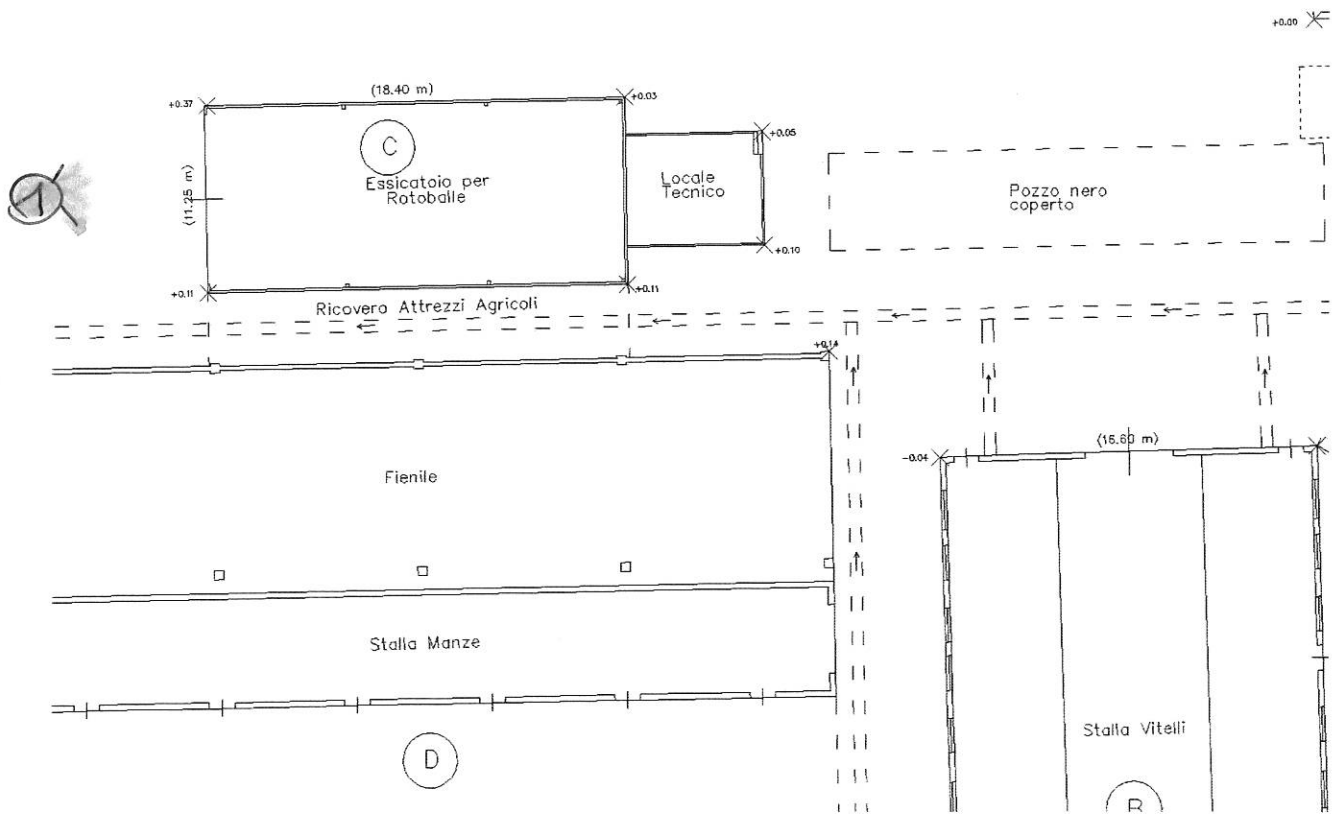 +0.00
(18.40 m)
+0.37
+0.03
C
+0.05
1
(11.25 m)
Essicatoio per
Rotoballe
Locale
Tecnico
Pozzo nero
coperto
+0.10
+0.11
+0.11
Ricovero Attrezzi Agricoli
+0.14
-0.04
Fienile
Stalla Manze
Stalla Vitelli
D
B